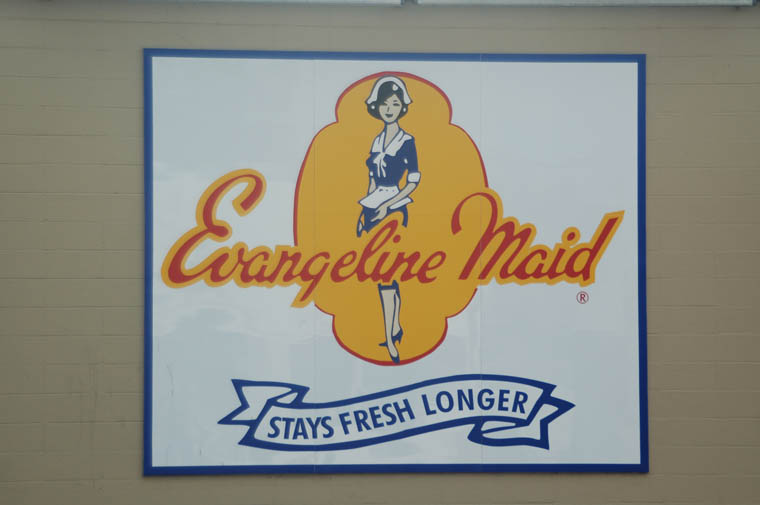 Evangeline Maid
®
STAYS FRESH LONGER